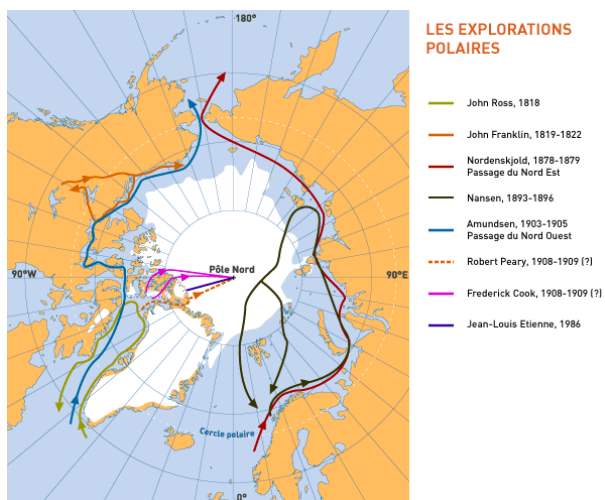 180°
LES EXPLORATIONS
POLAIRES
John Ross, 1818
John Franklin, 1819-1822
Nordenskjold, 1878-1879
Passage du Nord Est
Nansen, 1893-1896
Amundsen, 1903-1905
Passage du Nord Ouest
Robert Peary, 1908-1909 (?)
Frederick Cook, 1908-1909 (?)
Jean-Louis Etienne, 1986
Pôle Nord
90°W
90°E
Cercle polaire
0°